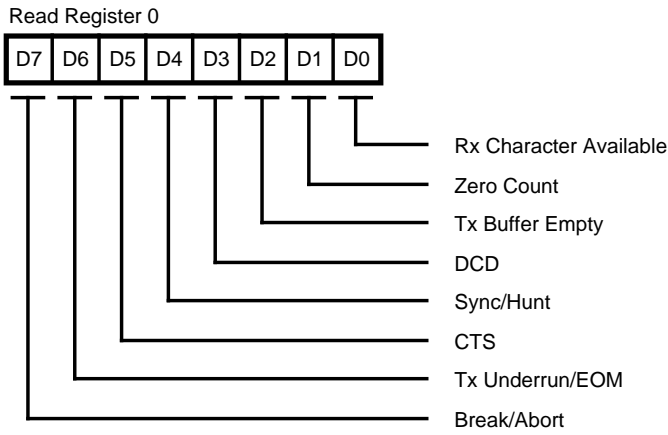 Read Register 0
D7 D6 D5 D4 D3 D2 D1 D0
Rx Character Available
Zero Count
Tx Buffer Empty
DCD
Sync/Hunt
CTS
Tx Underrun/EOM
Break/Abort